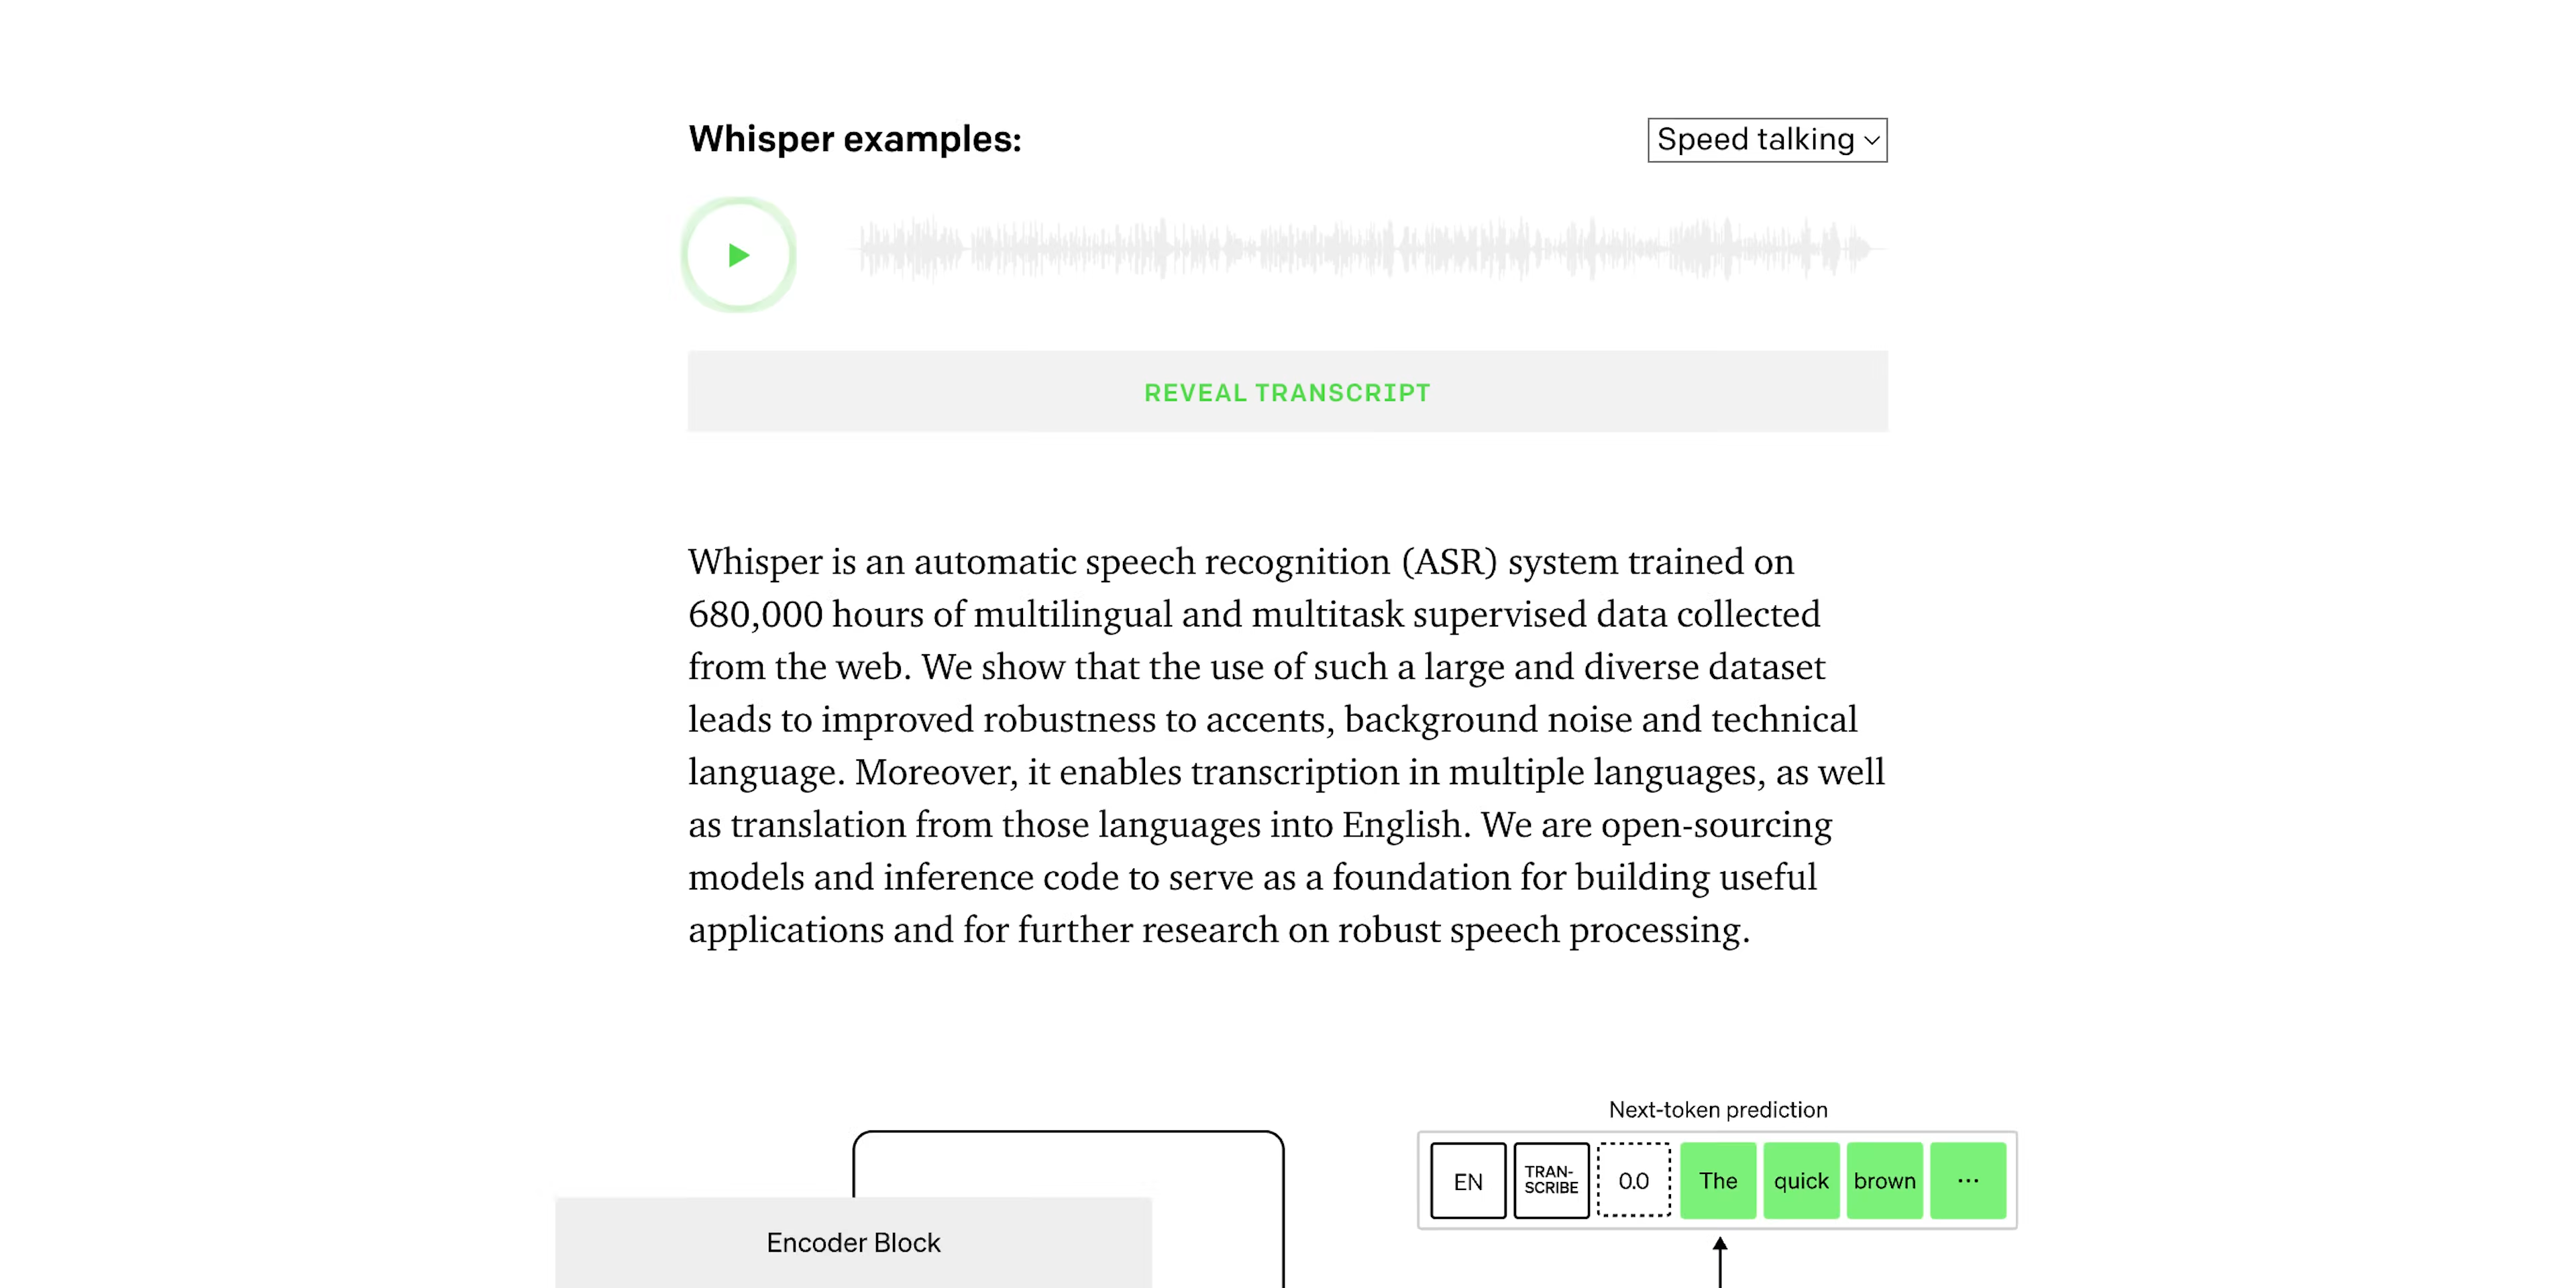 Whisper examples:
Speed talking
REVEAL TRANSCRIPT
Whisper is an automatic speech recognition (ASR) system trained on
680,000 hours of multilingual and multitask supervised data collected
from the web. We show that the use of such a large and diverse dataset
leads to improved robustness to accents, background noise and technical
language. Moreover, it enables transcription in multiple languages, as well
as translation from those languages into English. We are open-sourcing
models and inference code to serve as a foundation for building useful
applications and for further research on robust speech processing.
Next-token prediction
EN
TRAN-
SCRIBE
0.0
The
quick
brown
...
Encoder Block